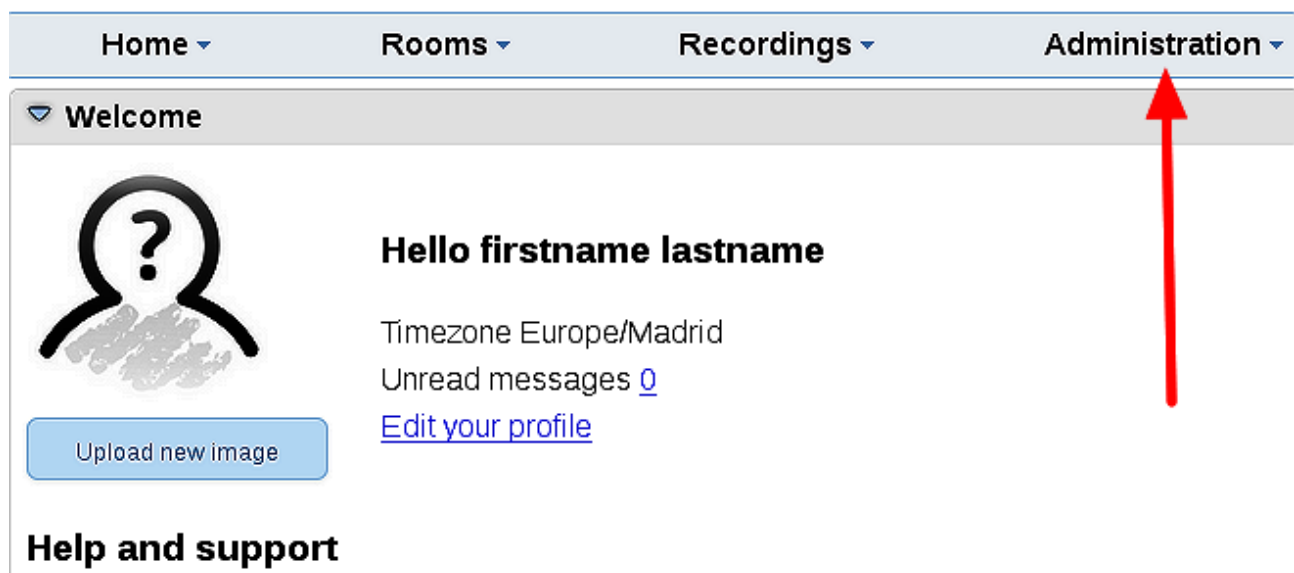 Home Rooms Recordings Administration
Welcome
?
Hello firstname lastname
Timezone Europe/Madrid
Unread messages 0
Edit your profile
Upload new image
Help and support